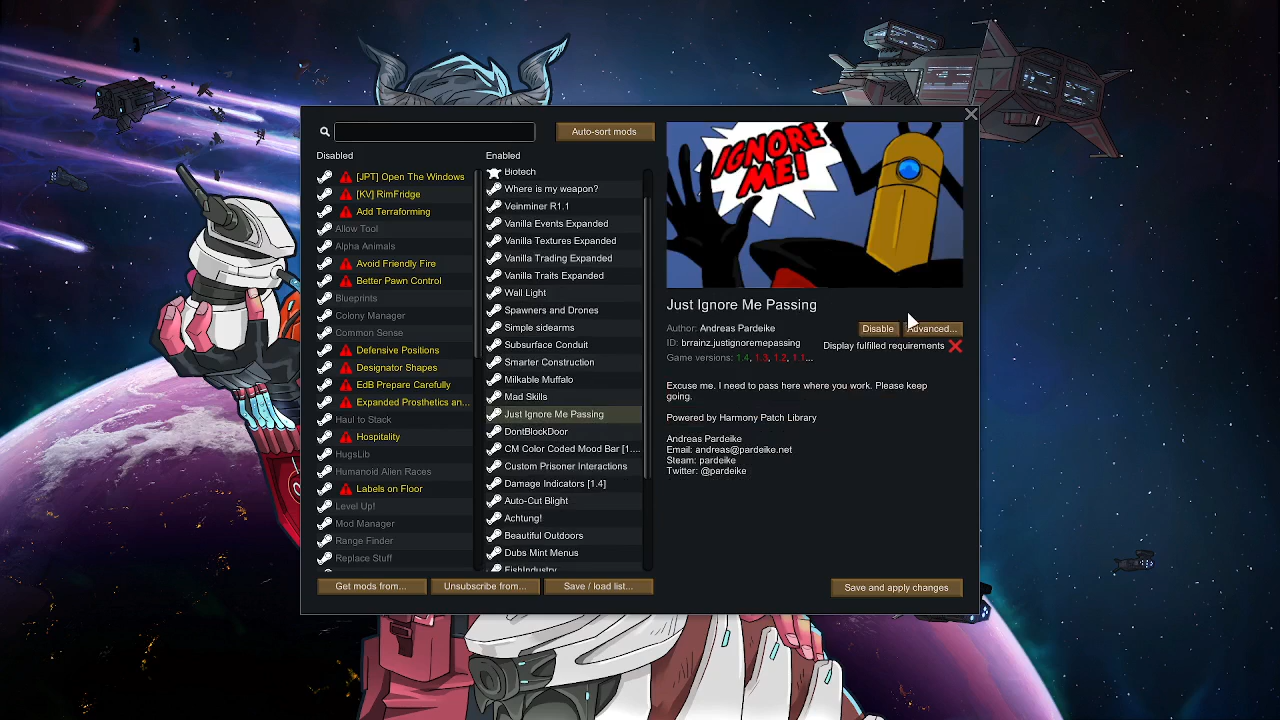 Auto-sort mods
Disabled
[JPT] Open The Windows
[KV] RimFridge
Add Terraforming
Allow Tool
Alpha Animals
Avoid Friendly Fire
Better Pawn Control
Blueprints
Colony Manager
Common Sense
Defensive Positions
Designator Shapes
EdB Prepare Carefully
Expanded Prosthetics an...
Haul to Stack
Hospitality
HugsLib
Humanoid Alien Races
Labels on Floor
Level Up!
Mod Manager
Range Finder
Replace Stuff
Enabled
Biotech
Where is my weapon?
Veinminer R1.1
Vanilla Events Expanded
Vanilla Textures Expanded
Vanilla Trading Expanded
Vanilla Traits Expanded
Wall Light
Spawners and Drones
Simple sidearms
Subsurface Conduit
Smarter Construction
Milkable Muffalo
Mad Skills
Just Ignore Me Passing
DontBlockDoor
CM Color Coded Mood Bar [1....
Custom Prisoner Interactions
Damage Indicators [1.4]
Auto-Cut Blight
Achtung!
Beautiful Outdoors
Dubs Mint Menus
FishIndustry
IGNORE
ME!
Just Ignore Me Passing
Author: Andreas Pardeike
Disable
Advanced...
ID: brrainz.justignoremepassing
Display fulfilled requirements
Game versions: 1.4, 1.3, 1.2, 1.1...
Excuse me. I need to pass here where you work. Please keep
going.
Powered by Harmony Patch Library
Andreas Pardeike
Email: andreas@pardeike.net
Steam: pardeike
Twitter: @pardeike
Get mods from...
Unsubscribe from...
Save / load list...
Save and apply changes